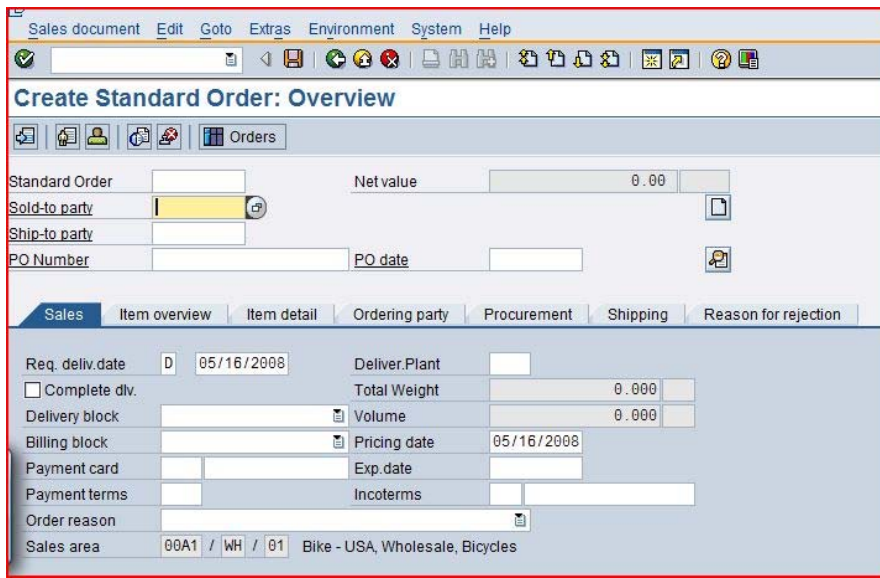 Sales document Edit Goto Extras Environment System Help
Create Standard Order: Overview
Orders
Standard Order Net value 0.00
Sold-to party
Ship-to party
PO Number PO date
Sales Item overview Item detail Ordering party Procurement Shipping Reason for rejection
Req. deliv.date D 05/16/2008 Deliver.Plant
Complete dlv. Total Weight 0.000
Delivery block Volume 0.000
Billing block Pricing date 05/16/2008
Payment card Exp.date
Payment terms Incoterms
Order reason
Sales area 00A1 / WH / 01 Bike - USA, Wholesale, Bicycles